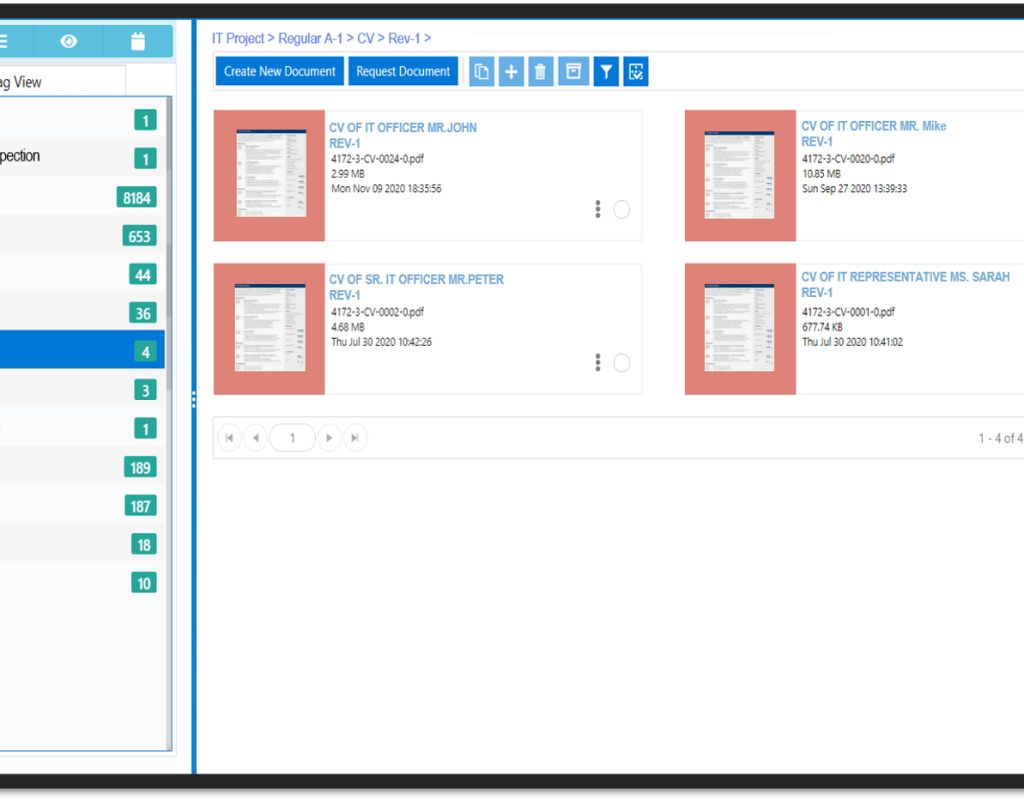 ag View
1
pection
1
8184
653
44
36
4
3
1
189
187
18
10
IT Project > Regular A-1 > CV > Rev-1 >
Create New Document
Request Document
CV OF IT OFFICER MR.JOHN
REV-1
4172-3-CV-0024-0.pdf
2.99 MB
Mon Nov 09 2020 18:35:56
CV OF IT OFFICER MR. Mike
REV-1
4172-3-CV-0020-0.pdf
10.85 MB
Sun Sep 27 2020 13:39:33
CV OF SR. IT OFFICER MR.PETER
REV-1
4172-3-CV-0002-0.pdf
4.68 MB
Thu Jul 30 2020 10:42:26
CV OF IT REPRESENTATIVE MS. SARAH
REV-1
4172-3-CV-0001-0.pdf
677.74 KB
Thu Jul 30 2020 10:41:02
1
1 - 4 of 4